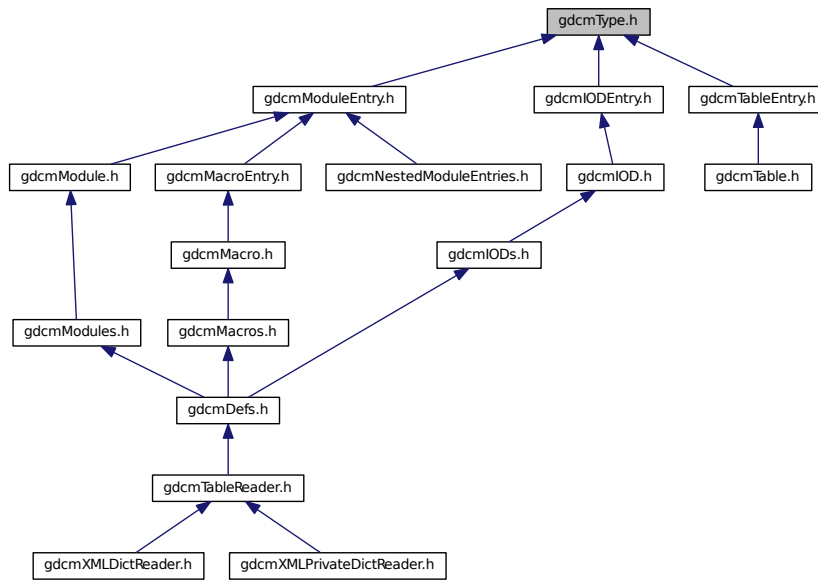 gdcmType.h
gdcmModuleEntry.h
gdcmIODEntry.h
gdcmTableEntry.h
gdcmModule.h
gdcmMacroEntry.h
gdcmNestedModuleEntries.h
gdcmIOD.h
gdcmTable.h
gdcmMacro.h
gdcmIODs.h
gdcmModules.h
gdcmMacros.h
gdcmDefs.h
gdcmTableReader.h
gdcmXMLDictReader.h
gdcmXMLPrivateDictReader.h